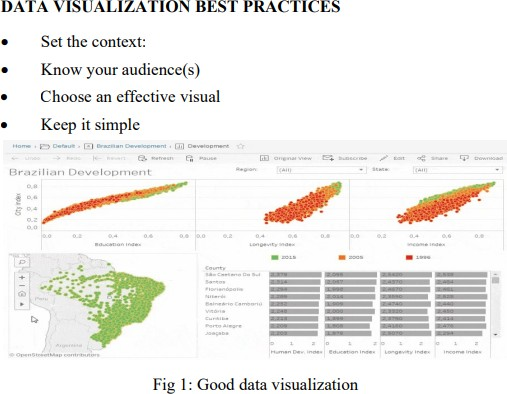 DATA VISUALIZATION BEST PRACTICES
• Set the context:
• Know your audience(s)
• Choose an effective visual
• Keep it simple
Home Default Brazilian Development Development
Undo Redo Revert Refresh Pause Original View Subscribe Edit Share Download
Brazilian Development Region: (All) State: (All)
City Index
0,8
0,6
0,4
0,2
0,0
0,0 0,2 0,4 0,6 0,8 0,0 0,2 0,4 0,6 0,8 0,2 0,4 0,6 0,8
Education Index Longevity Index Income Index
2015 2005 1996
County
São Caetano Do Sul
Santos
Florianópolis
Niterói
Balneário Camboriú
Vitória
Curitiba
Porto Alegre
Joaçaba
Peru
Argentina
0 1 2 0 1 2 0 1 2 0 1 2
© OpenStreetMap contributors Human Dev. Index Education Index Longevity Index Income Index
Fig 1: Good data visualization